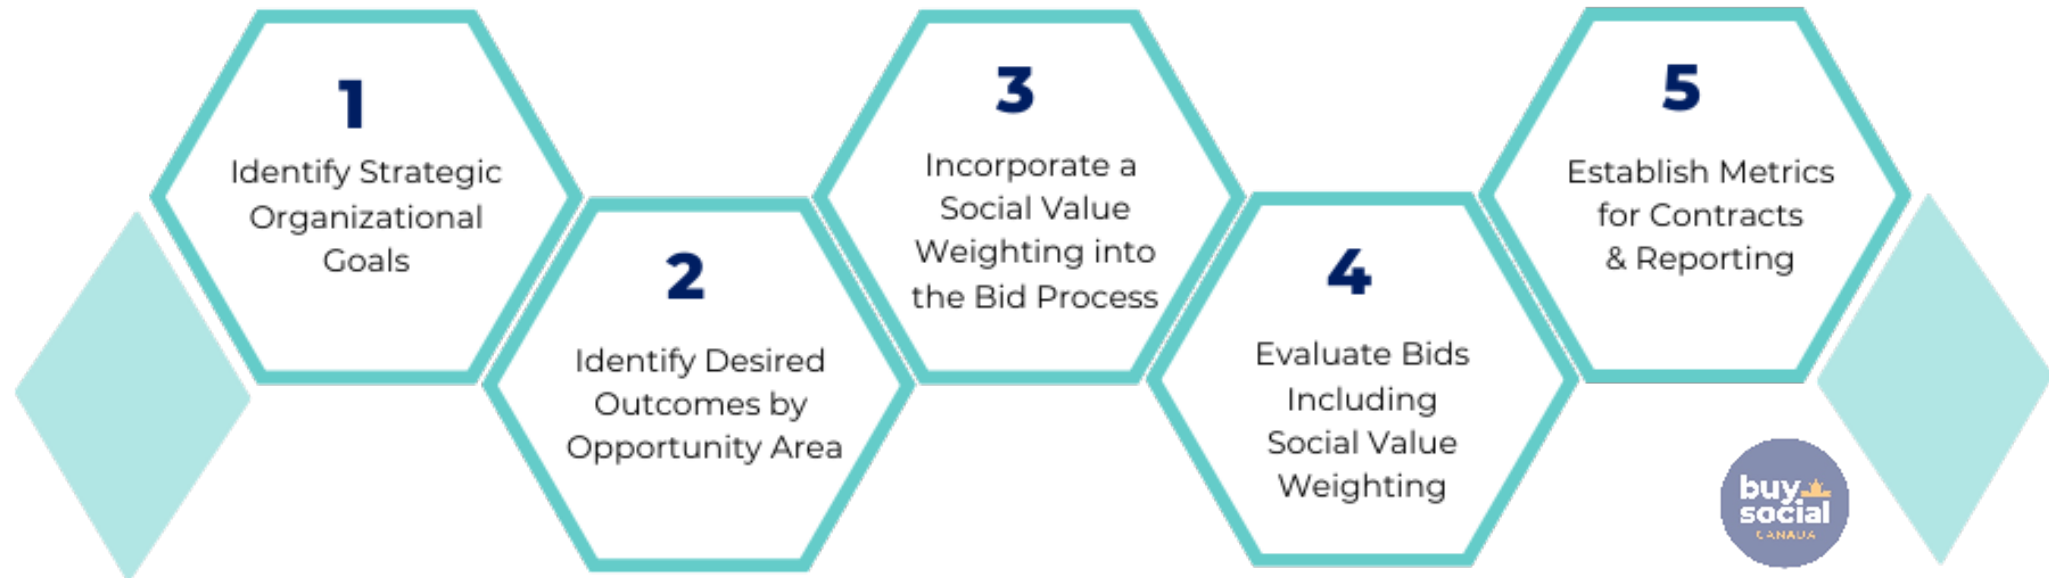 1
Identify Strategic
Organizational
Goals
2
Identify Desired
Outcomes by
Opportunity Area
3
Incorporate a
Social Value
Weighting into
the Bid Process
4
Evaluate Bids
Including
Social Value
Weighting
5
Establish Metrics
for Contracts
& Reporting
buy
social
CANADA